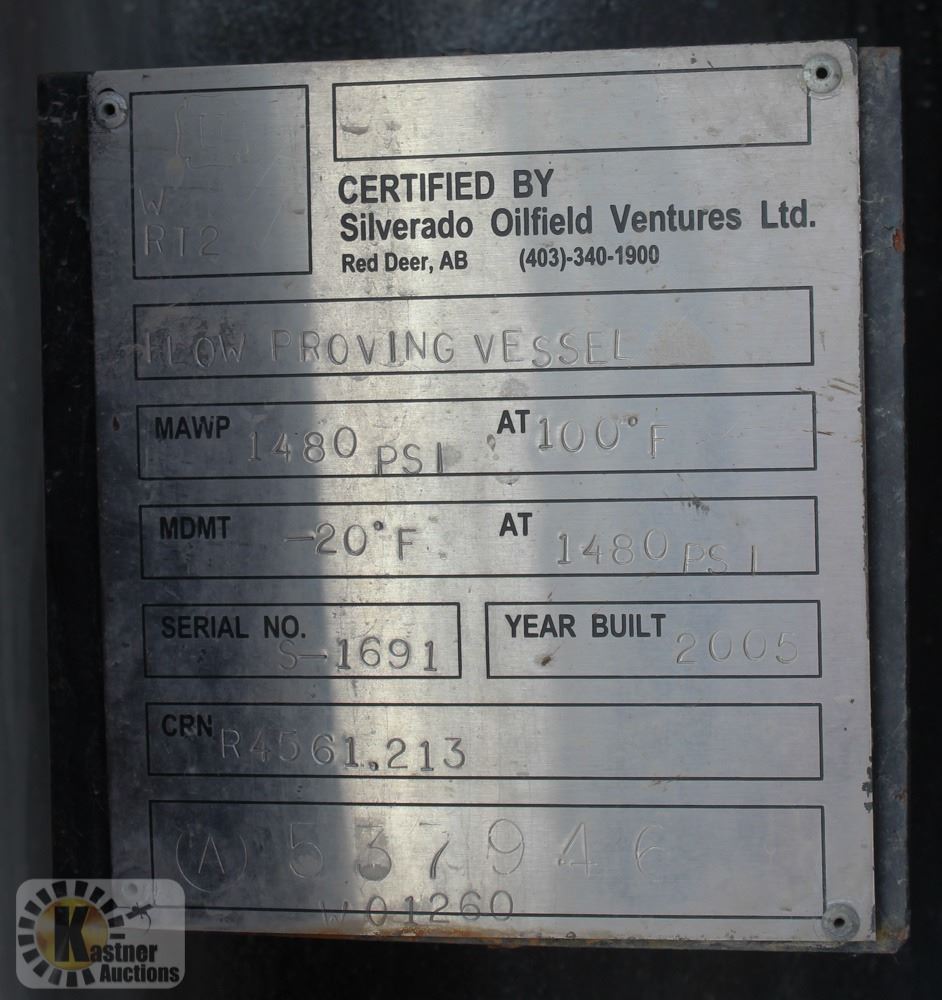 W
RT2
CERTIFIED BY
Silverado Oilfield Ventures Ltd.
Red Deer, AB (403)-340-1900
FLOW PROVING VESSEL
MAWP 1480 PSI AT 100°F
MDMT -20°F AT 1480 PSI
SERIAL NO. S-1691 YEAR BUILT 2005
CRN R4561.213
(A) 537946
W01260
Kastner
Auctions